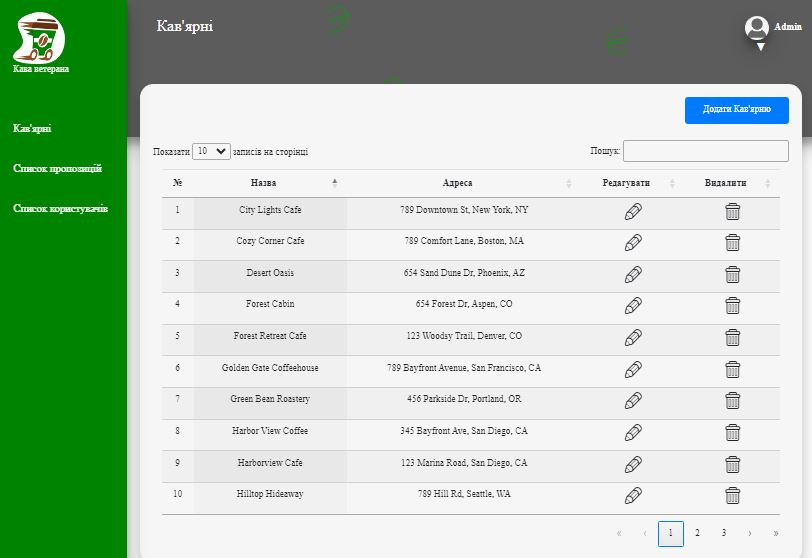 Кав'ярні
Admin
Кава ветерана
Кав'ярні
Список пропозицій
Список користувачів
Додати Кав'ярню
Показати 10 записів на сторінці
Пошук:
№ Назва Адреса Редагувати Видалити
1 City Lights Cafe 789 Downtown St, New York, NY
2 Cozy Corner Cafe 789 Comfort Lane, Boston, MA
3 Desert Oasis 654 Sand Dune Dr, Phoenix, AZ
4 Forest Cabin 654 Forest Dr, Aspen, CO
5 Forest Retreat Cafe 123 Woodsy Trail, Denver, CO
6 Golden Gate Coffeehouse 789 Bayfront Avenue, San Francisco, CA
7 Green Bean Roastery 456 Parkside Dr, Portland, OR
8 Harbor View Coffee 345 Bayfront Ave, San Diego, CA
9 Harborview Cafe 123 Marina Road, San Diego, CA
10 Hilltop Hideaway 789 Hill Rd, Seattle, WA
« ‹ 1 2 3 › »